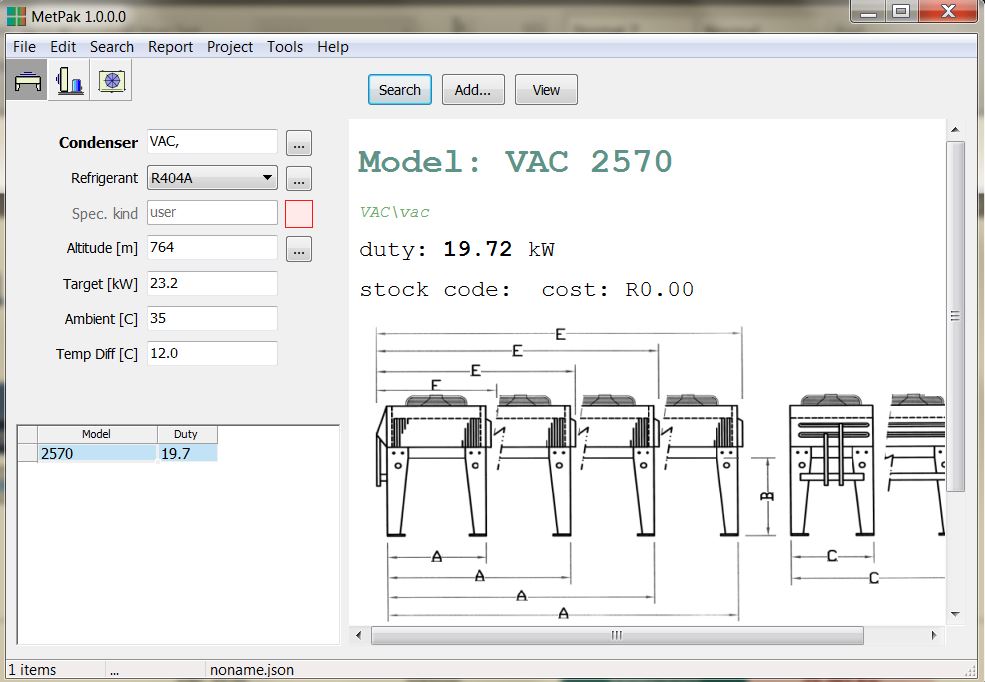 MetPak 1.0.0.0
File Edit Search Report Project Tools Help
Search Add... View
Condenser VAC, ...
Refrigerant R404A ...
Spec. kind user
Altitude [m] 764 ...
Target [kW] 23.2
Ambient [C] 35
Temp Diff [C] 12.0
Model Duty
2570 19.7
Model: VAC 2570
VAC\vac
duty: 19.72 kW
stock code: cost: R0.00
E
E
E
E
B
A
C
A
C
A
A
1 items ... noname.json